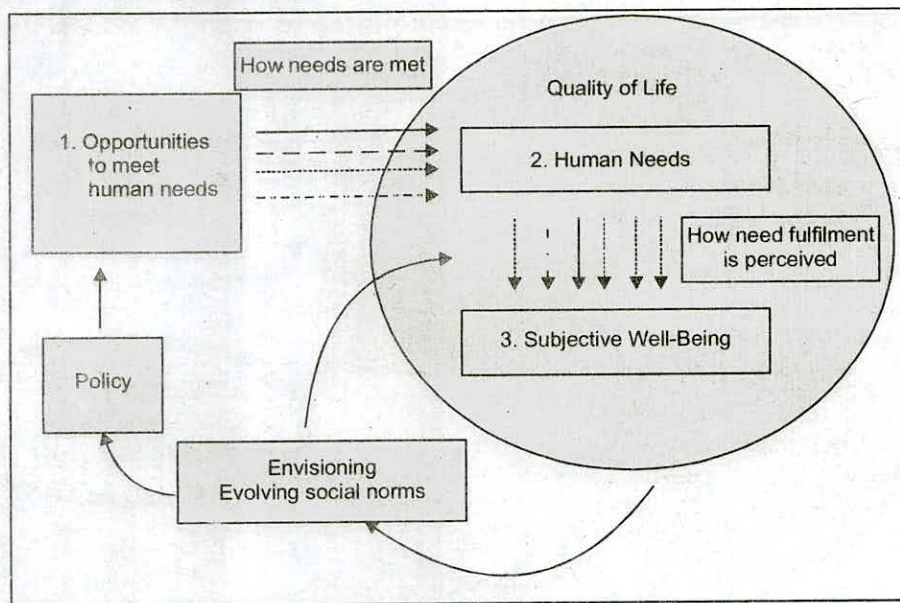 How needs are met
Quality of Life
1. Opportunities
to meet
human needs
2. Human Needs
How need fulfilment
is perceived
3. Subjective Well-Being
Policy
Envisioning
Evolving social norms